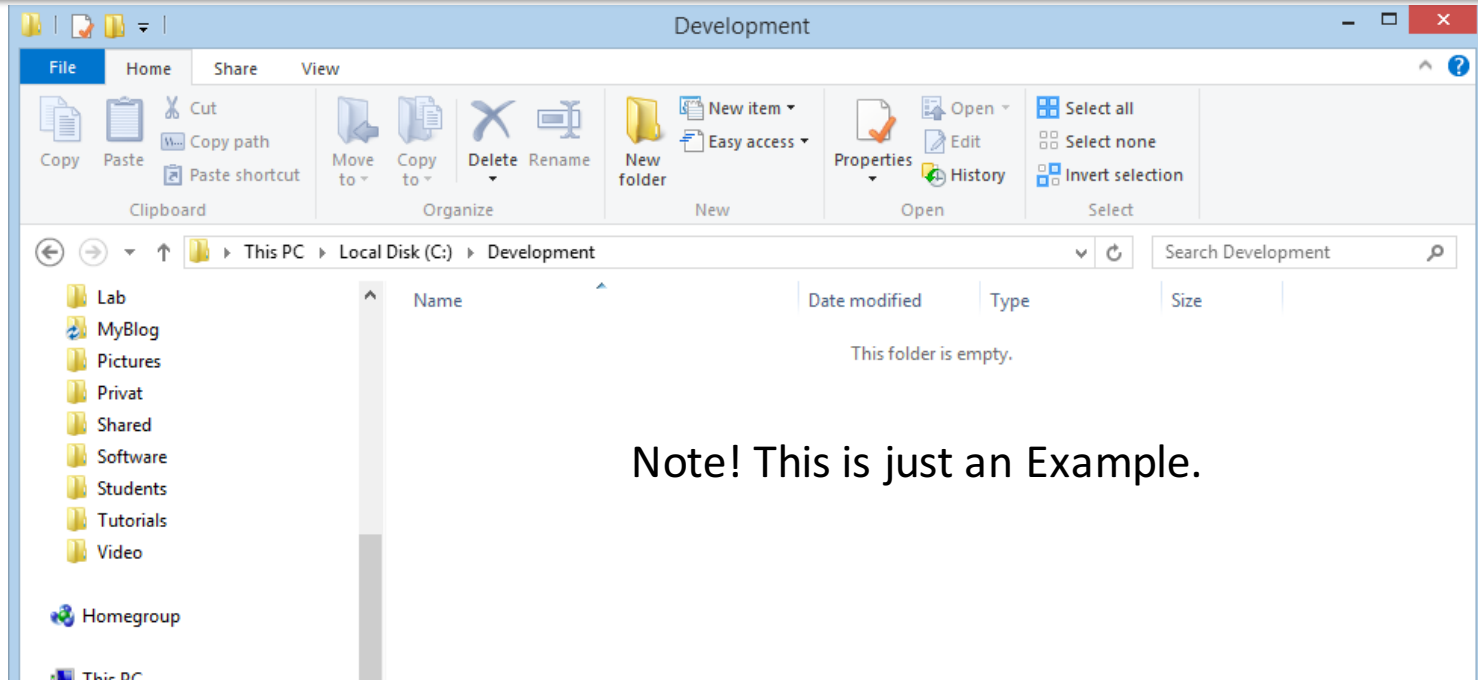 Development
File Home Share View
Copy
Paste
Cut
Copy path
Paste shortcut
Clipboard
Move to
Copy to
Delete
Rename
Organize
New folder
New item
Easy access
New
Properties
Open
Edit
History
Open
Select all
Select none
Invert selection
Select
This PC Local Disk (C:) Development
Search Development
Lab
MyBlog
Pictures
Privat
Shared
Software
Students
Tutorials
Video
Homegroup
This PC
Name Date modified Type Size
This folder is empty.
Note! This is just an Example.